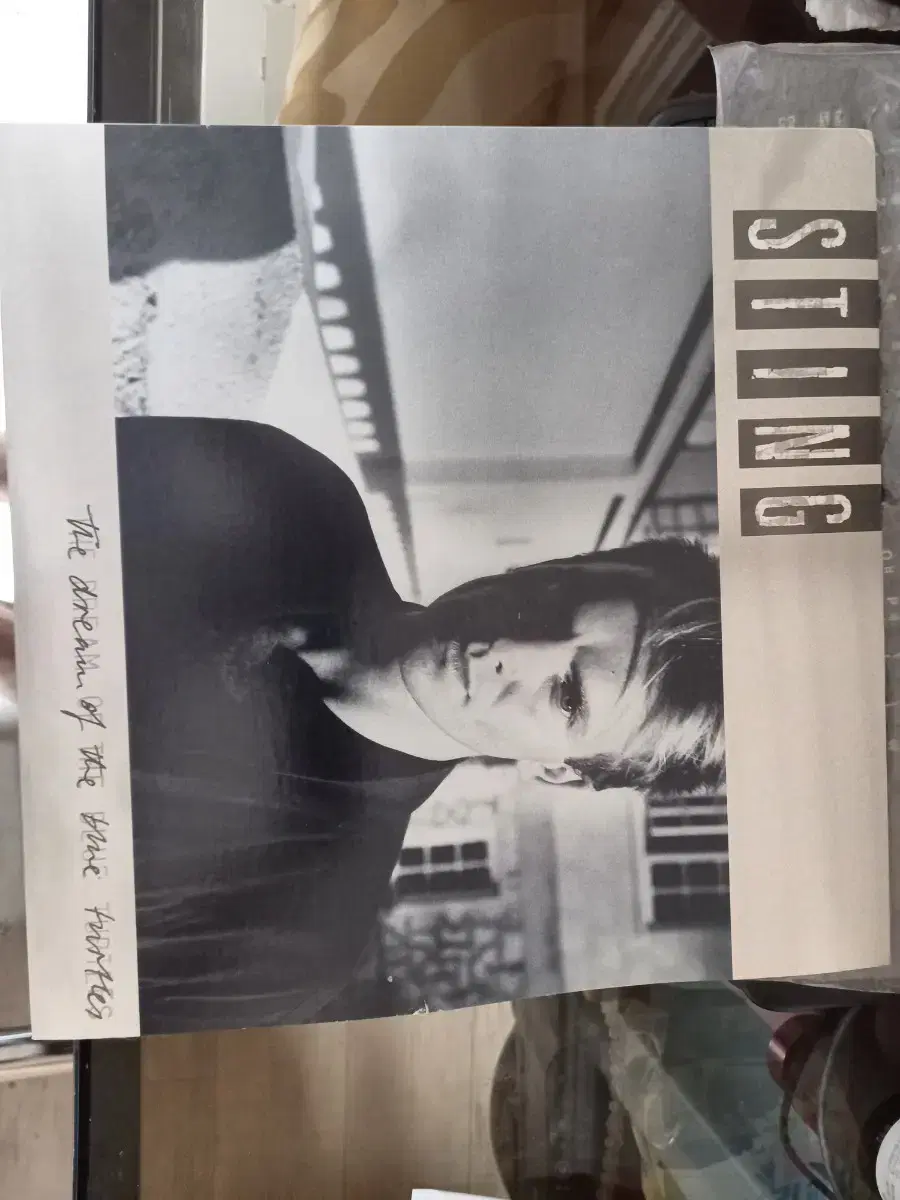 STING
the dream of the blue turtles